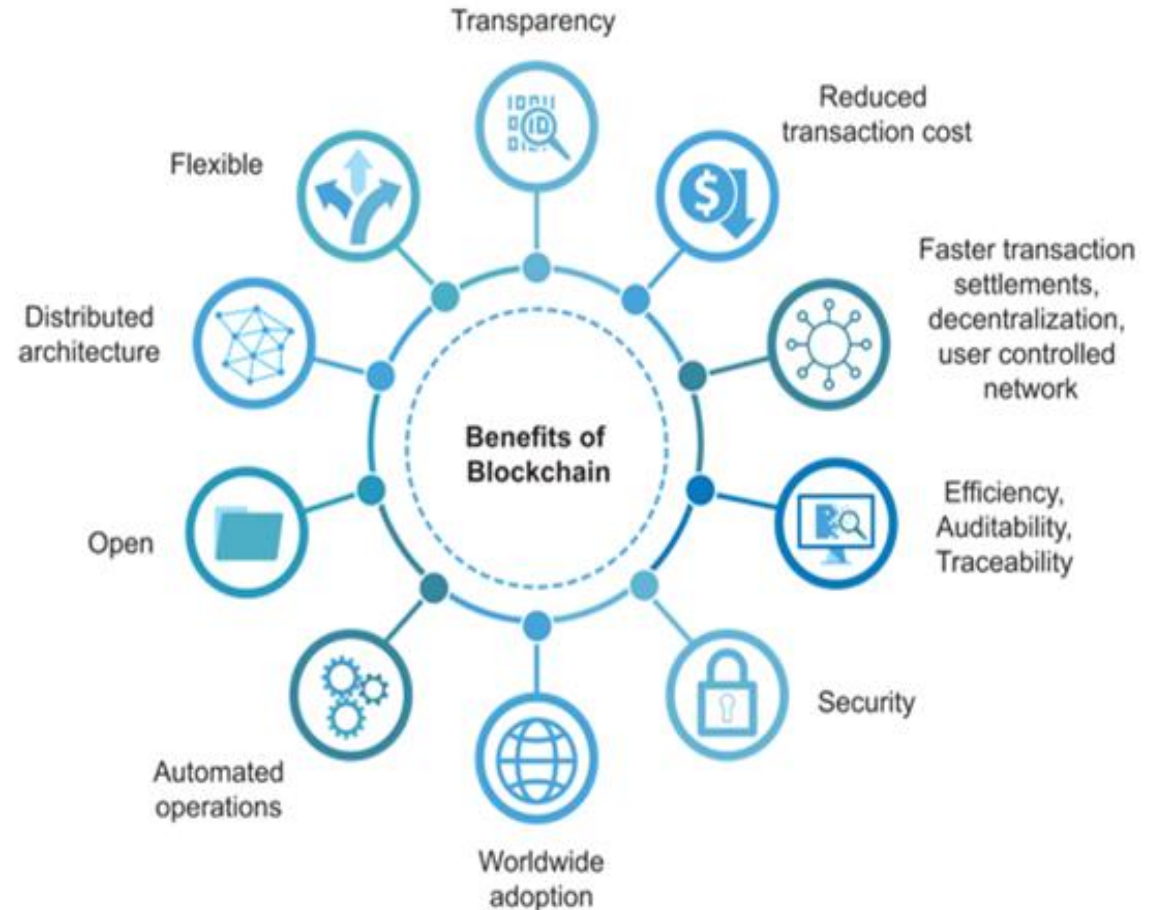 Transparency
Reduced
transaction cost
Faster transaction
settlements,
decentralization,
user controlled
network
Efficiency,
Auditability,
Traceability
Security
Worldwide
adoption
Automated
operations
Open
Distributed
architecture
Flexible
Benefits of
Blockchain